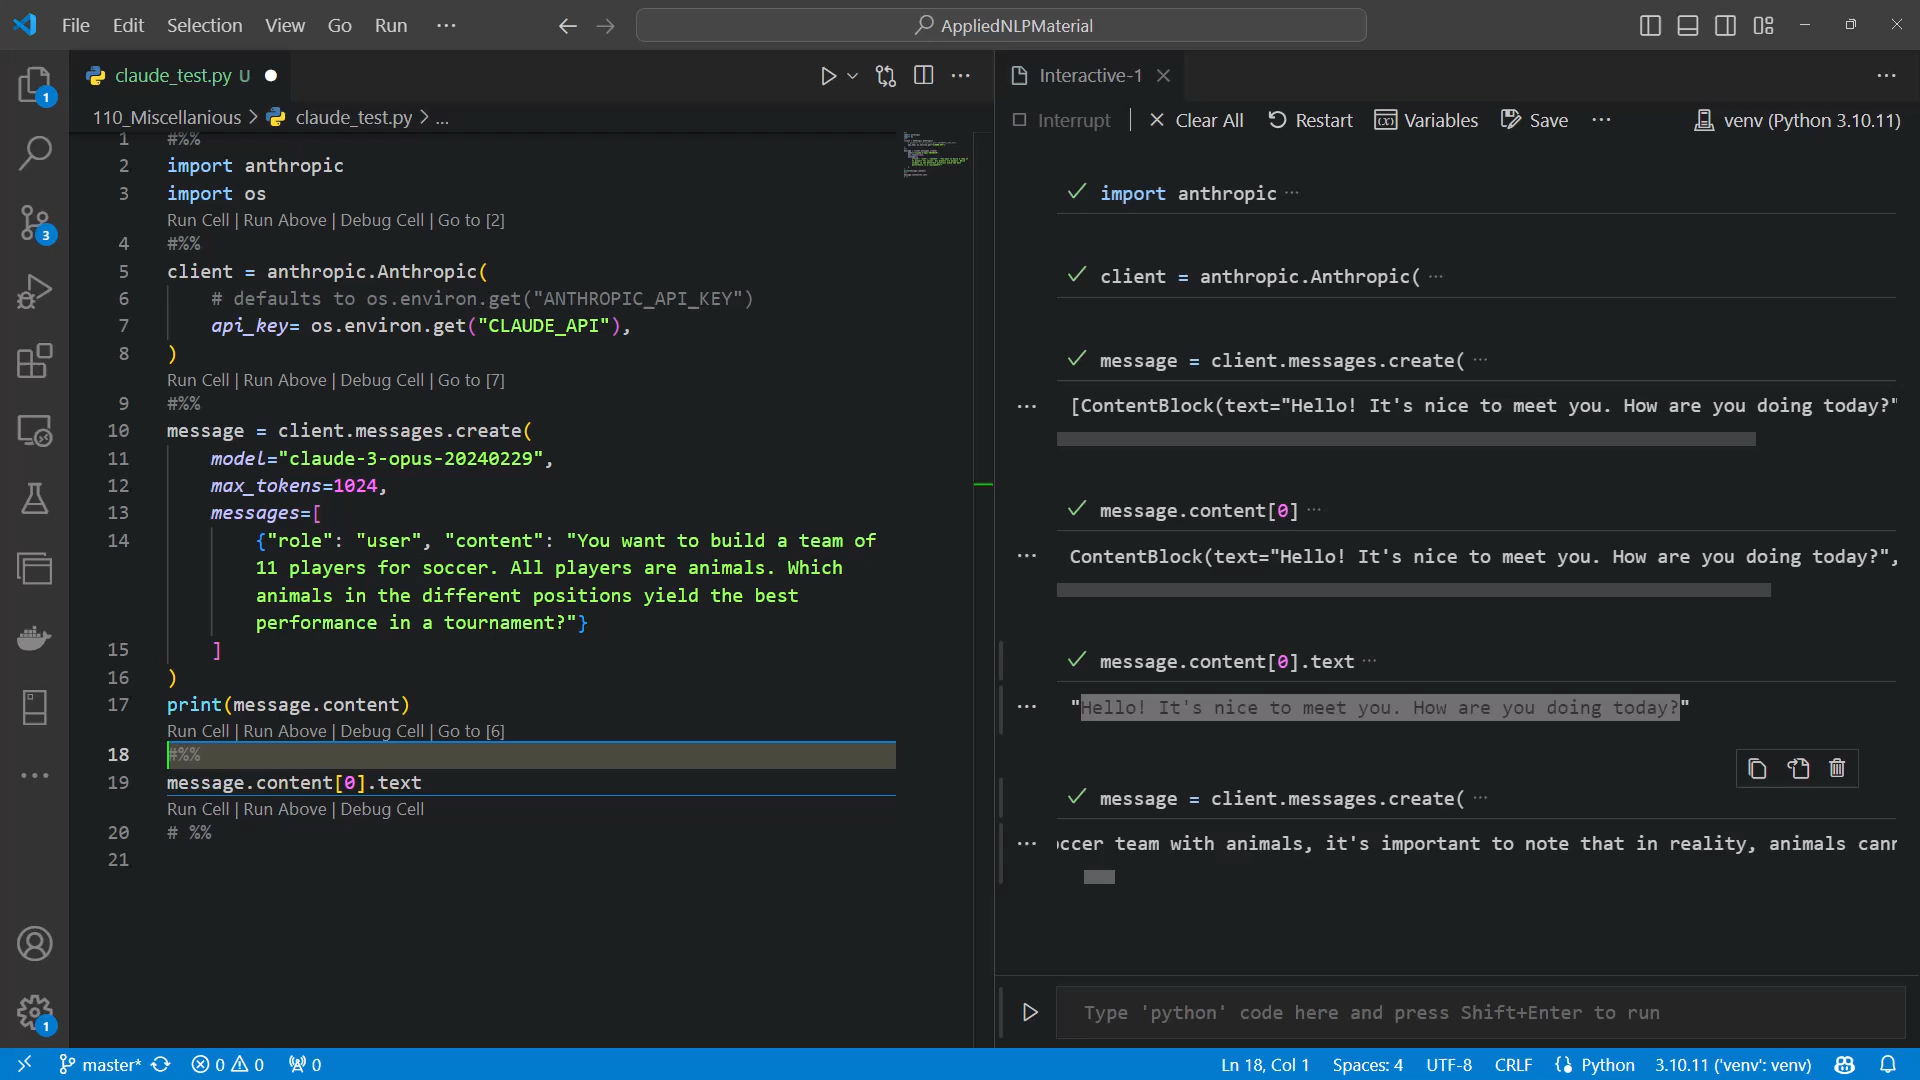 File Edit Selection View Go Run ···
AppliedNLPMaterial
claude_test.py U
110_Miscellanious > claude_test.py > ...
1 #%%
2 import anthropic
3 import os
Run Cell | Run Above | Debug Cell | Go to [2]
4 #%%
5 client = anthropic.Anthropic(
6 # defaults to os.environ.get("ANTHROPIC_API_KEY")
7 api_key= os.environ.get("CLAUDE_API"),
8 )
Run Cell | Run Above | Debug Cell | Go to [7]
9 #%%
10 message = client.messages.create(
11 model="claude-3-opus-20240229",
12 max_tokens=1024,
13 messages=[
14 {"role": "user", "content": "You want to build a team of
11 players for soccer. All players are animals. Which
animals in the different positions yield the best
performance in a tournament?"}
15 ]
16 )
17 print(message.content)
Run Cell | Run Above | Debug Cell | Go to [6]
18 #%%
19 message.content[0].text
Run Cell | Run Above | Debug Cell
20 # %%
21
1
3
1
Interactive-1
Interrupt | Clear All Restart Variables Save ··· venv (Python 3.10.11)
import anthropic ···
client = anthropic.Anthropic( ···
message = client.messages.create( ···
[ContentBlock(text="Hello! It's nice to meet you. How are you doing today?"
message.content[0] ···
ContentBlock(text="Hello! It's nice to meet you. How are you doing today?",
message.content[0].text ···
"Hello! It's nice to meet you. How are you doing today?"
message = client.messages.create( ···
occer team with animals, it's important to note that in reality, animals cann
Type 'python' code here and press Shift+Enter to run
master* 0 0 0
Ln 18, Col 1 Spaces: 4 UTF-8 CRLF Python 3.10.11 ('venv': venv)